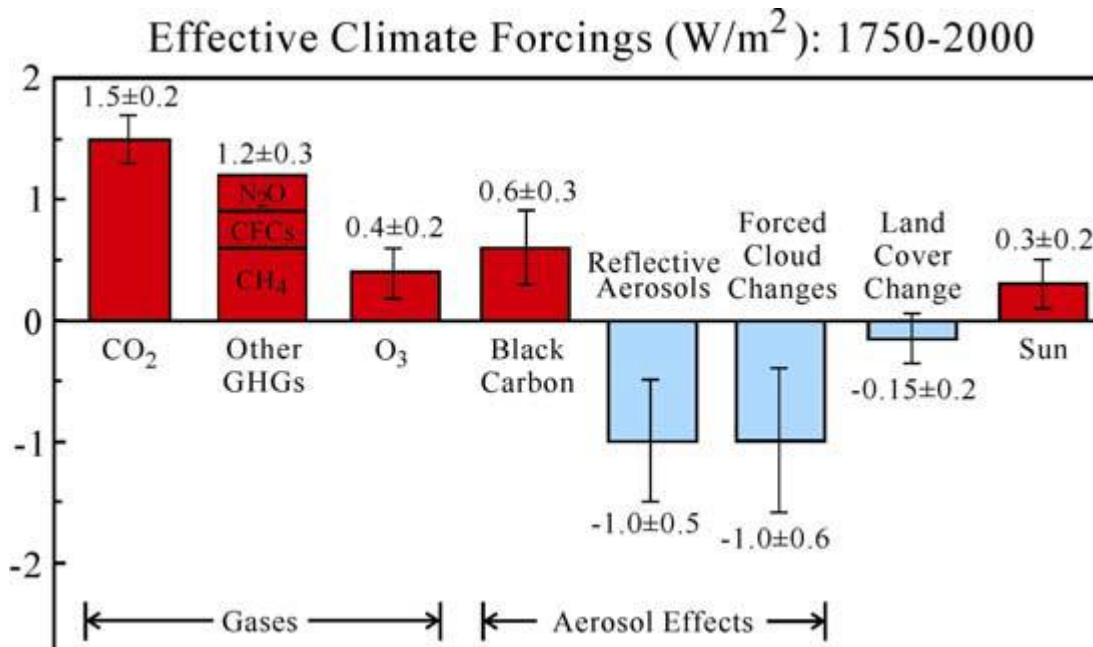 Effective Climate Forcings (W/m²): 1750-2000
2
1
0
-1
-2
1.5±0.2
CO₂
1.2±0.3
N₂O
CFCs
CH₄
Other
GHGs
0.4±0.2
O₃
0.6±0.3
Black
Carbon
Reflective
Aerosols
-1.0±0.5
Forced
Cloud
Changes
-1.0±0.6
Land
Cover
Change
-0.15±0.2
0.3±0.2
Sun
Gases
Aerosol Effects